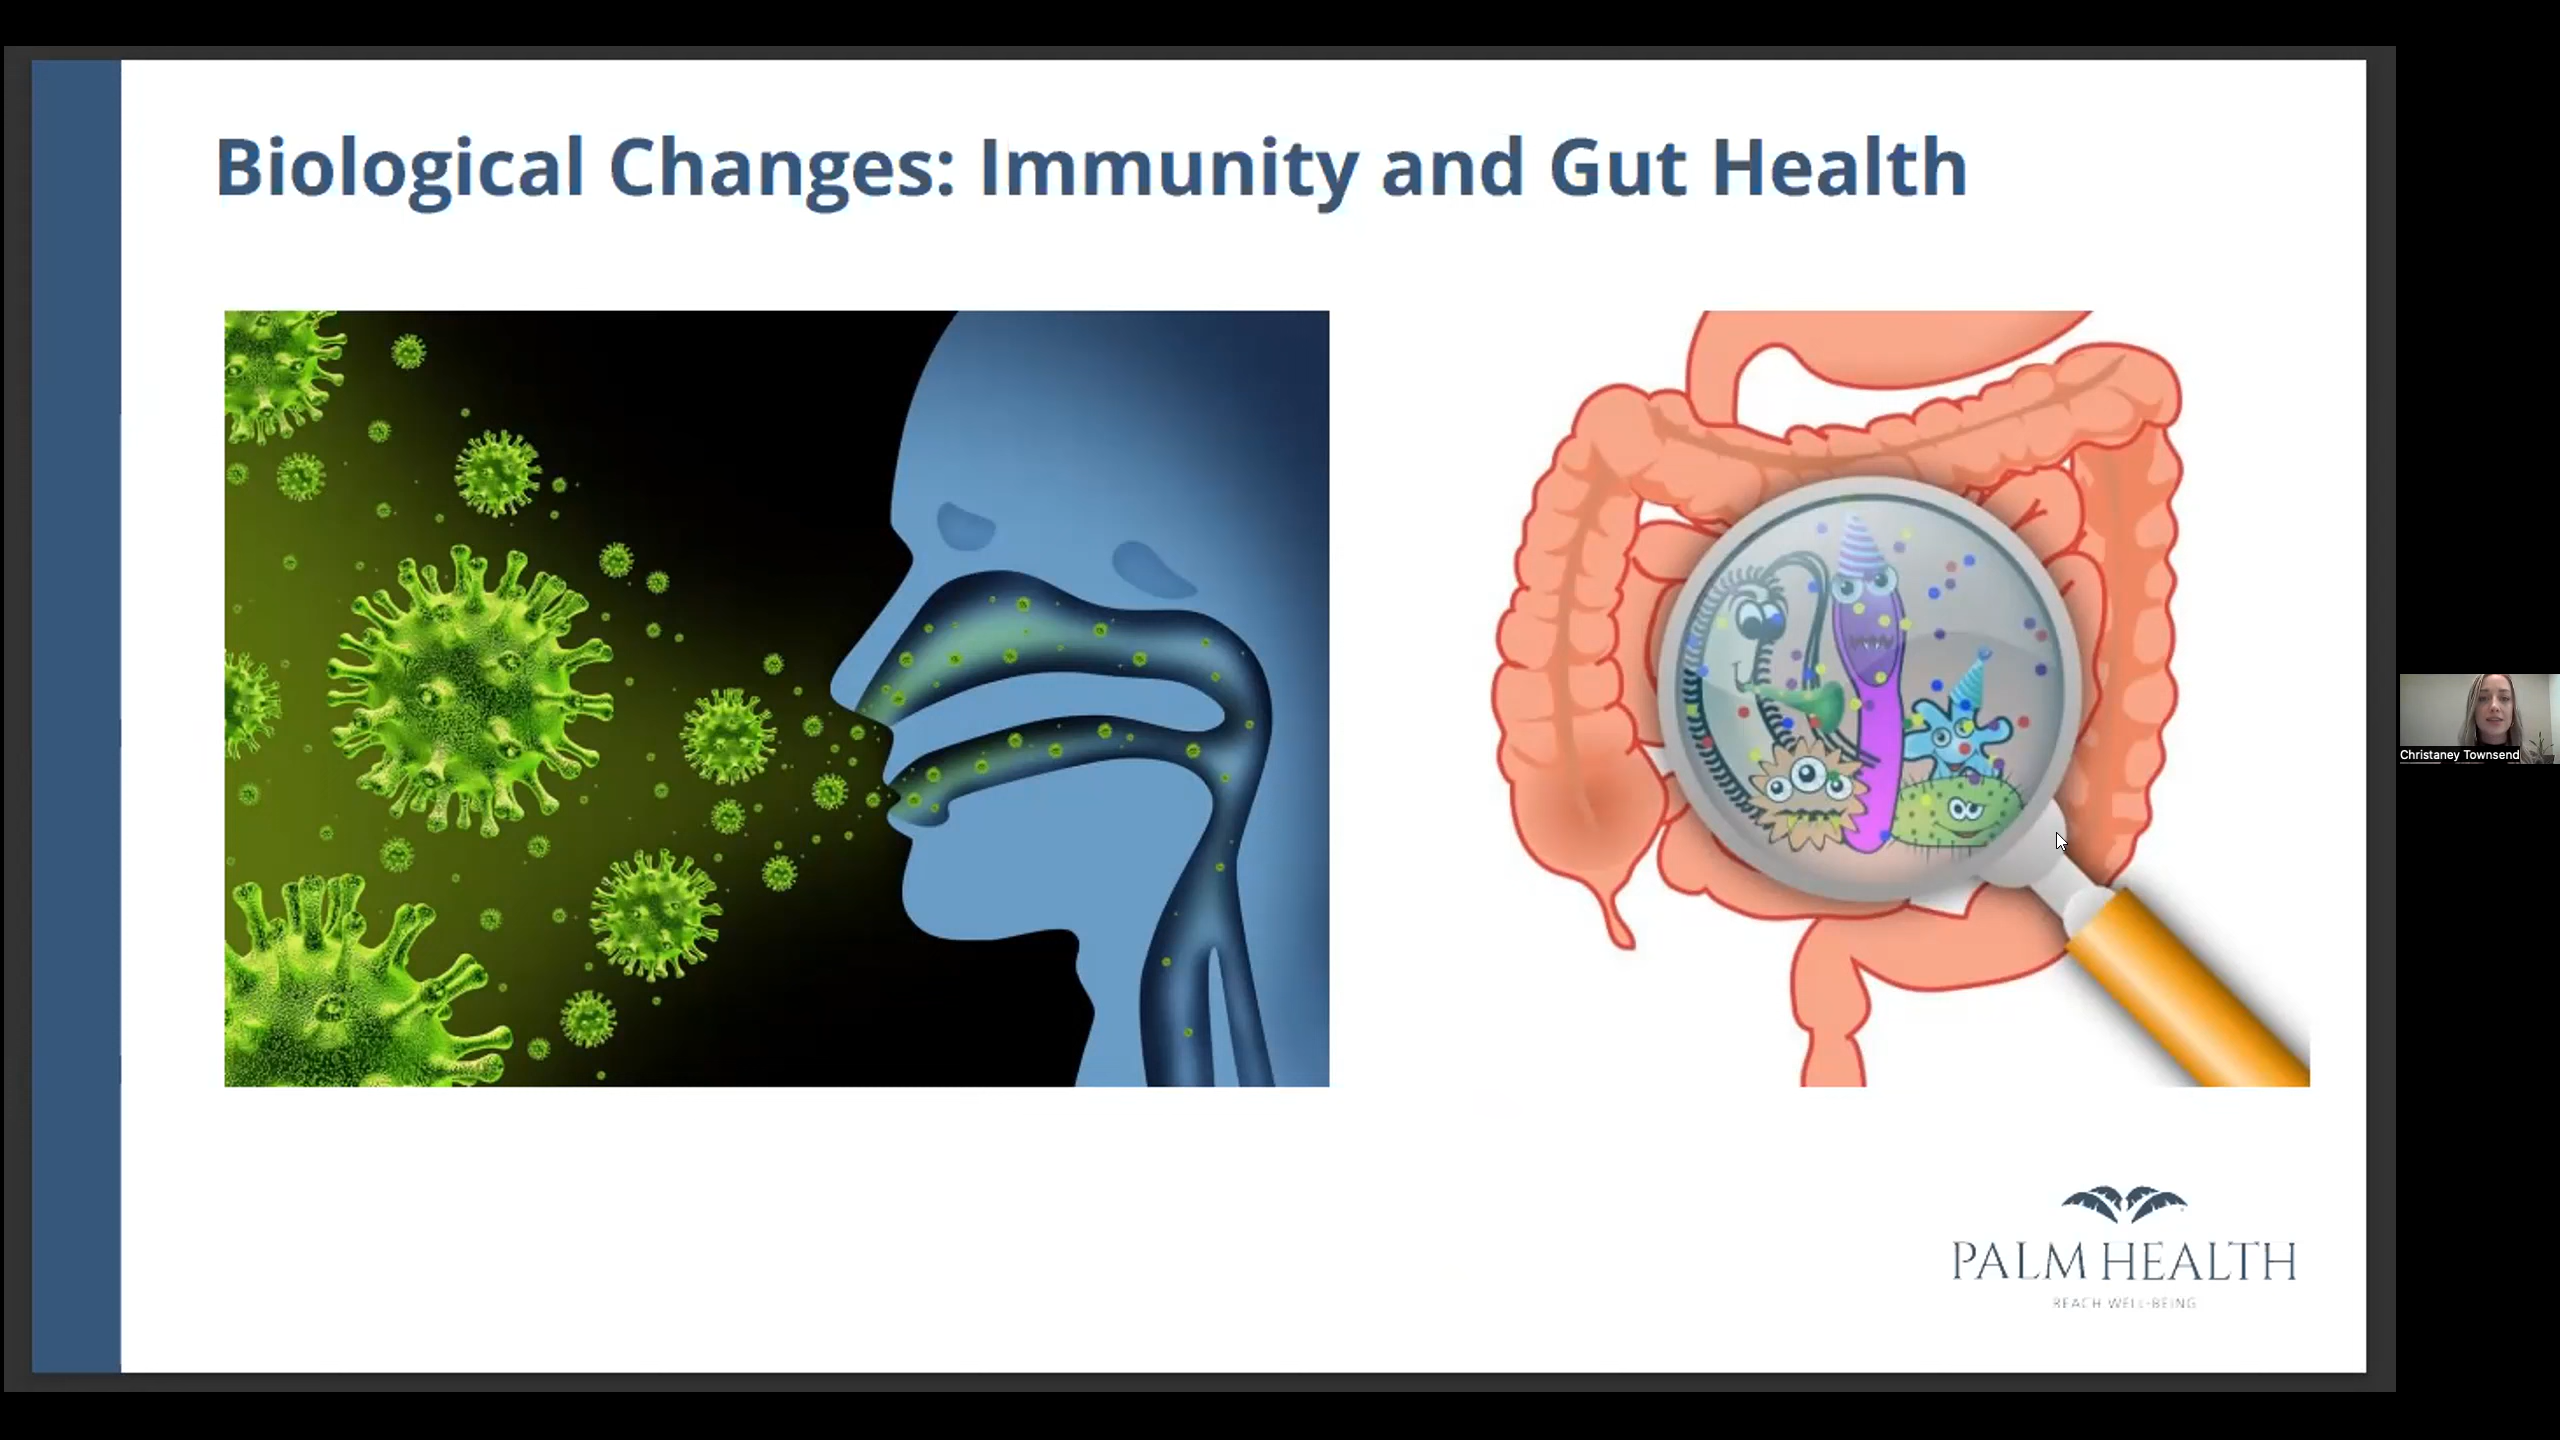 Biological Changes: Immunity and Gut Health
Christaney Townsend
PALM HEALTH
REACH WELL-BEING